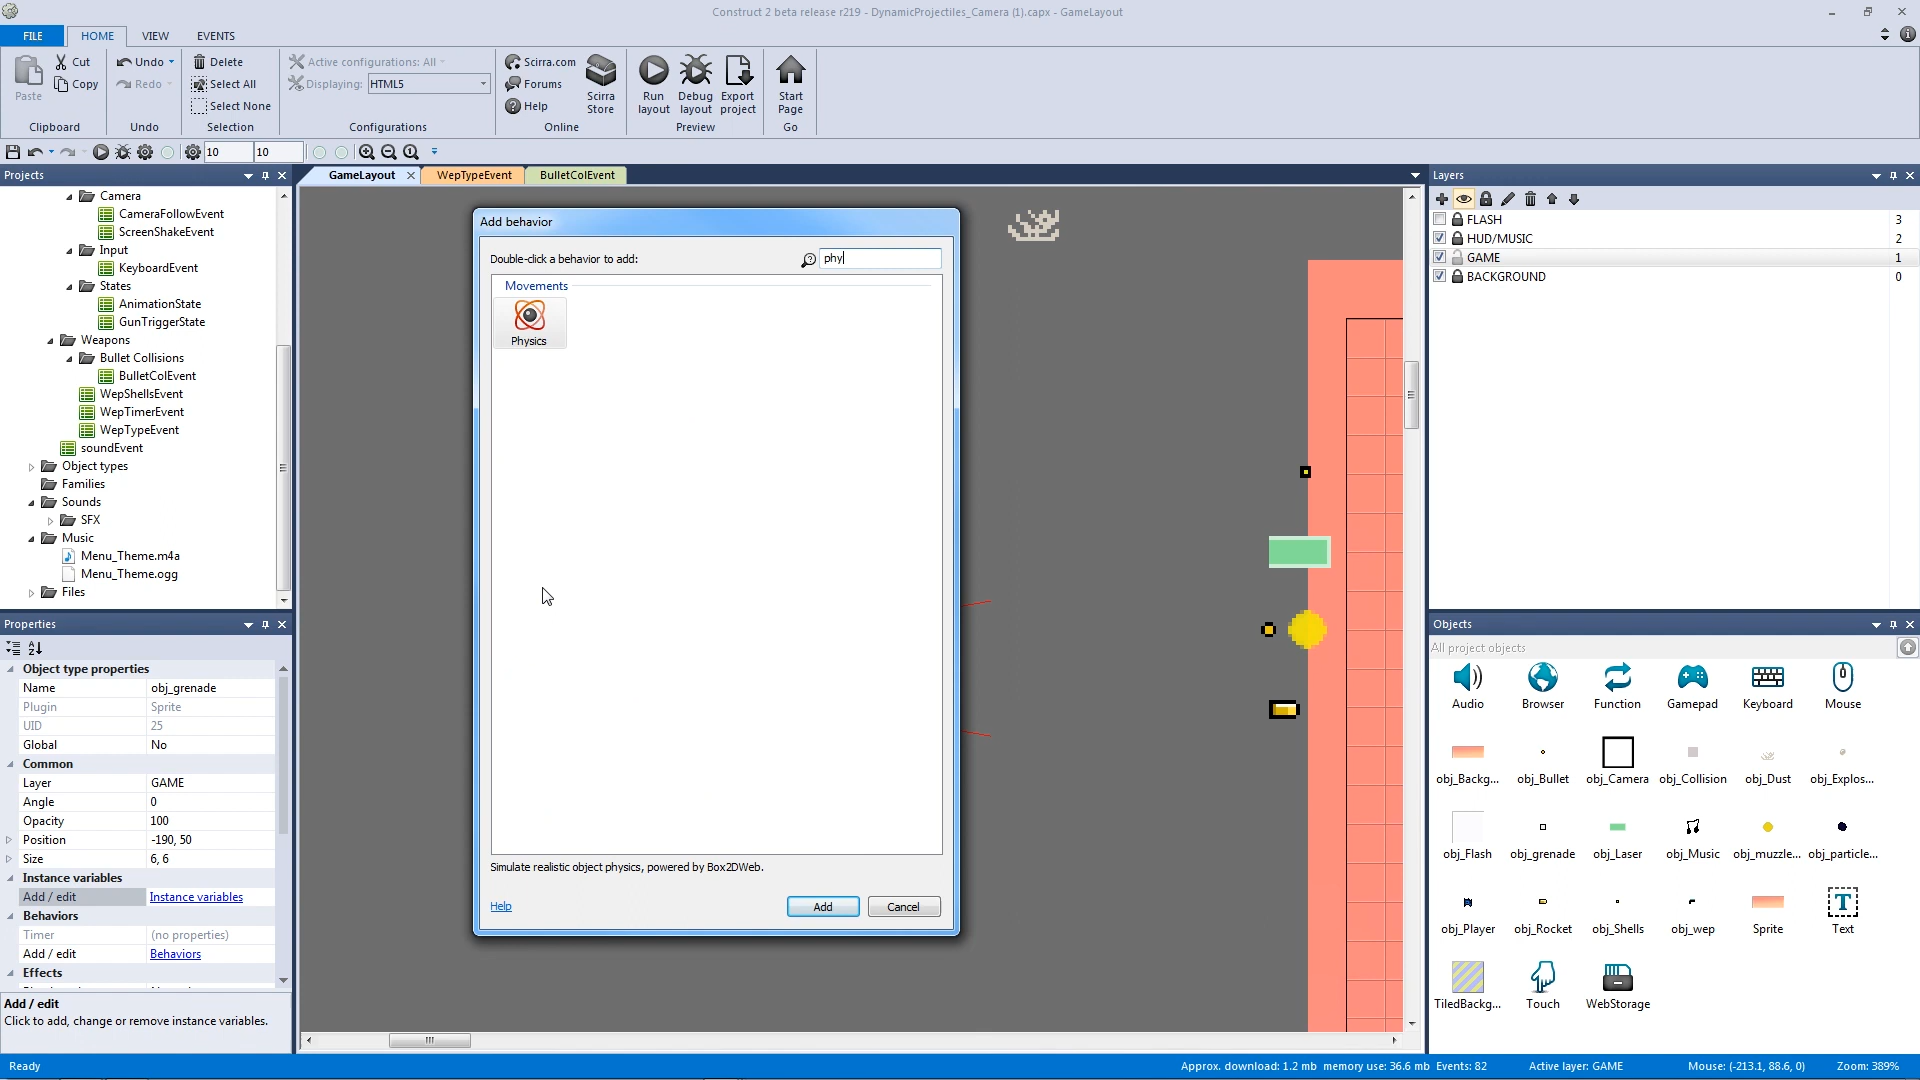 Construct 2 beta release r219 - DynamicProjectiles_Camera (1).capx - GameLayout
FILE HOME VIEW EVENTS
Paste
Cut
Copy
Clipboard
Undo
Redo
Undo
Delete
Select All
Select None
Selection
Active configurations: All
Displaying: HTML5
Configurations
Scirra.com
Forums
Help
Scirra Store
Online
Run layout
Debug layout
Export project
Preview
Start Page
Go
10 10
Projects
Camera
CameraFollowEvent
ScreenShakeEvent
Input
KeyboardEvent
States
AnimationState
GunTriggerState
Weapons
Bullet Collisions
BulletColEvent
WepShellsEvent
WepTimerEvent
WepTypeEvent
soundEvent
Object types
Families
Sounds
SFX
Music
Menu_Theme.m4a
Menu_Theme.ogg
Files
Properties
Object type properties
Name obj_grenade
Plugin Sprite
UID 25
Global No
Common
Layer GAME
Angle 0
Opacity 100
Position -190, 50
Size 6, 6
Instance variables
Add / edit Instance variables
Behaviors
Timer (no properties)
Add / edit Behaviors
Effects
Add / edit
Click to add, change or remove instance variables.
GameLayout WepTypeEvent BulletColEvent
Add behavior
Double-click a behavior to add: phy
Movements
Physics
Simulate realistic object physics, powered by Box2DWeb.
Help Add Cancel
Layers
FLASH 3
HUD/MUSIC 2
GAME 1
BACKGROUND 0
Objects
All project objects
Audio Browser Function Gamepad Keyboard Mouse
obj_Backg... obj_Bullet obj_Camera obj_Collision obj_Dust obj_Explos...
obj_Flash obj_grenade obj_Laser obj_Music obj_muzzle... obj_particle...
obj_Player obj_Rocket obj_Shells obj_wep Sprite Text
TiledBackg... Touch WebStorage
Ready Approx. download: 1.2 mb memory use: 36.6 mb Events: 82 Active layer: GAME Mouse: (-213.1, 88.6, 0) Zoom: 389%